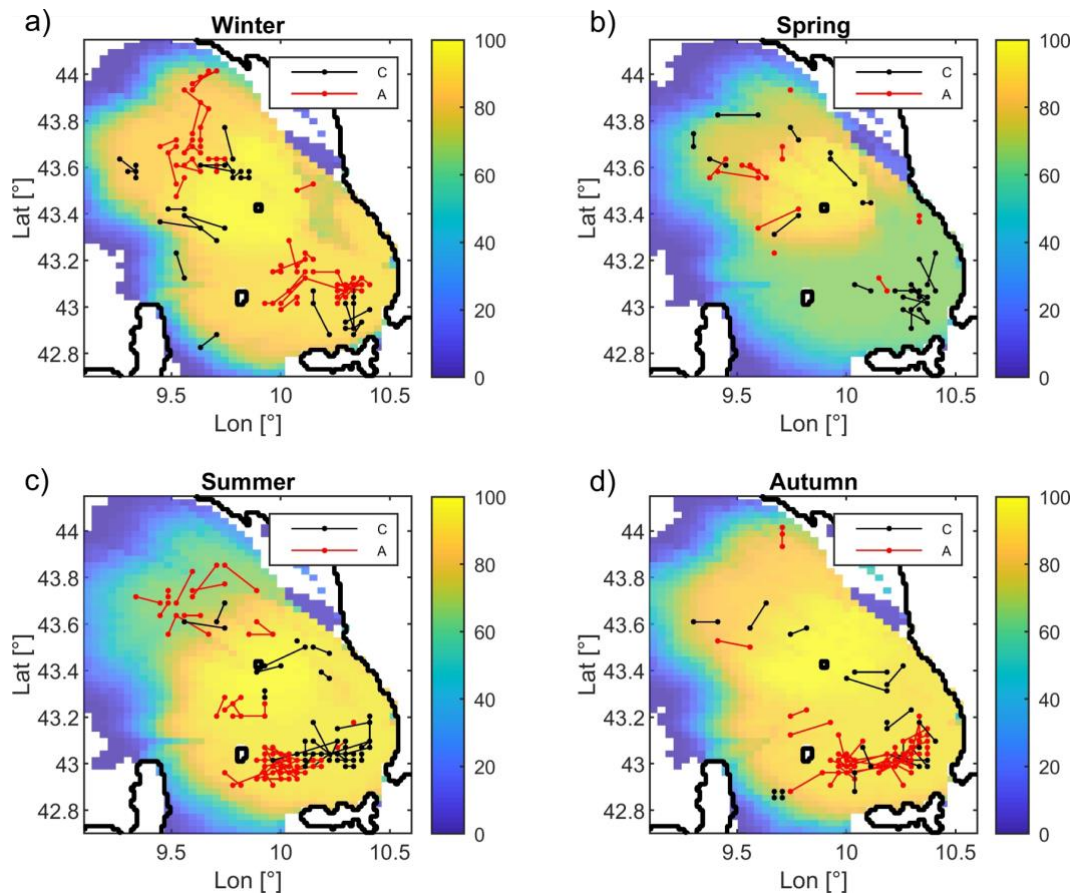 a) Winter
C
A
44
43.8
43.6
43.4
43.2
43
42.8
Lat [°]
9.5 10 10.5
Lon [°]
100
80
60
40
20
0
b) Spring
C
A
44
43.8
43.6
43.4
43.2
43
42.8
Lat [°]
9.5 10 10.5
Lon [°]
100
80
60
40
20
0
c) Summer
C
A
44
43.8
43.6
43.4
43.2
43
42.8
Lat [°]
9.5 10 10.5
Lon [°]
100
80
60
40
20
0
d) Autumn
C
A
44
43.8
43.6
43.4
43.2
43
42.8
Lat [°]
9.5 10 10.5
Lon [°]
100
80
60
40
20
0